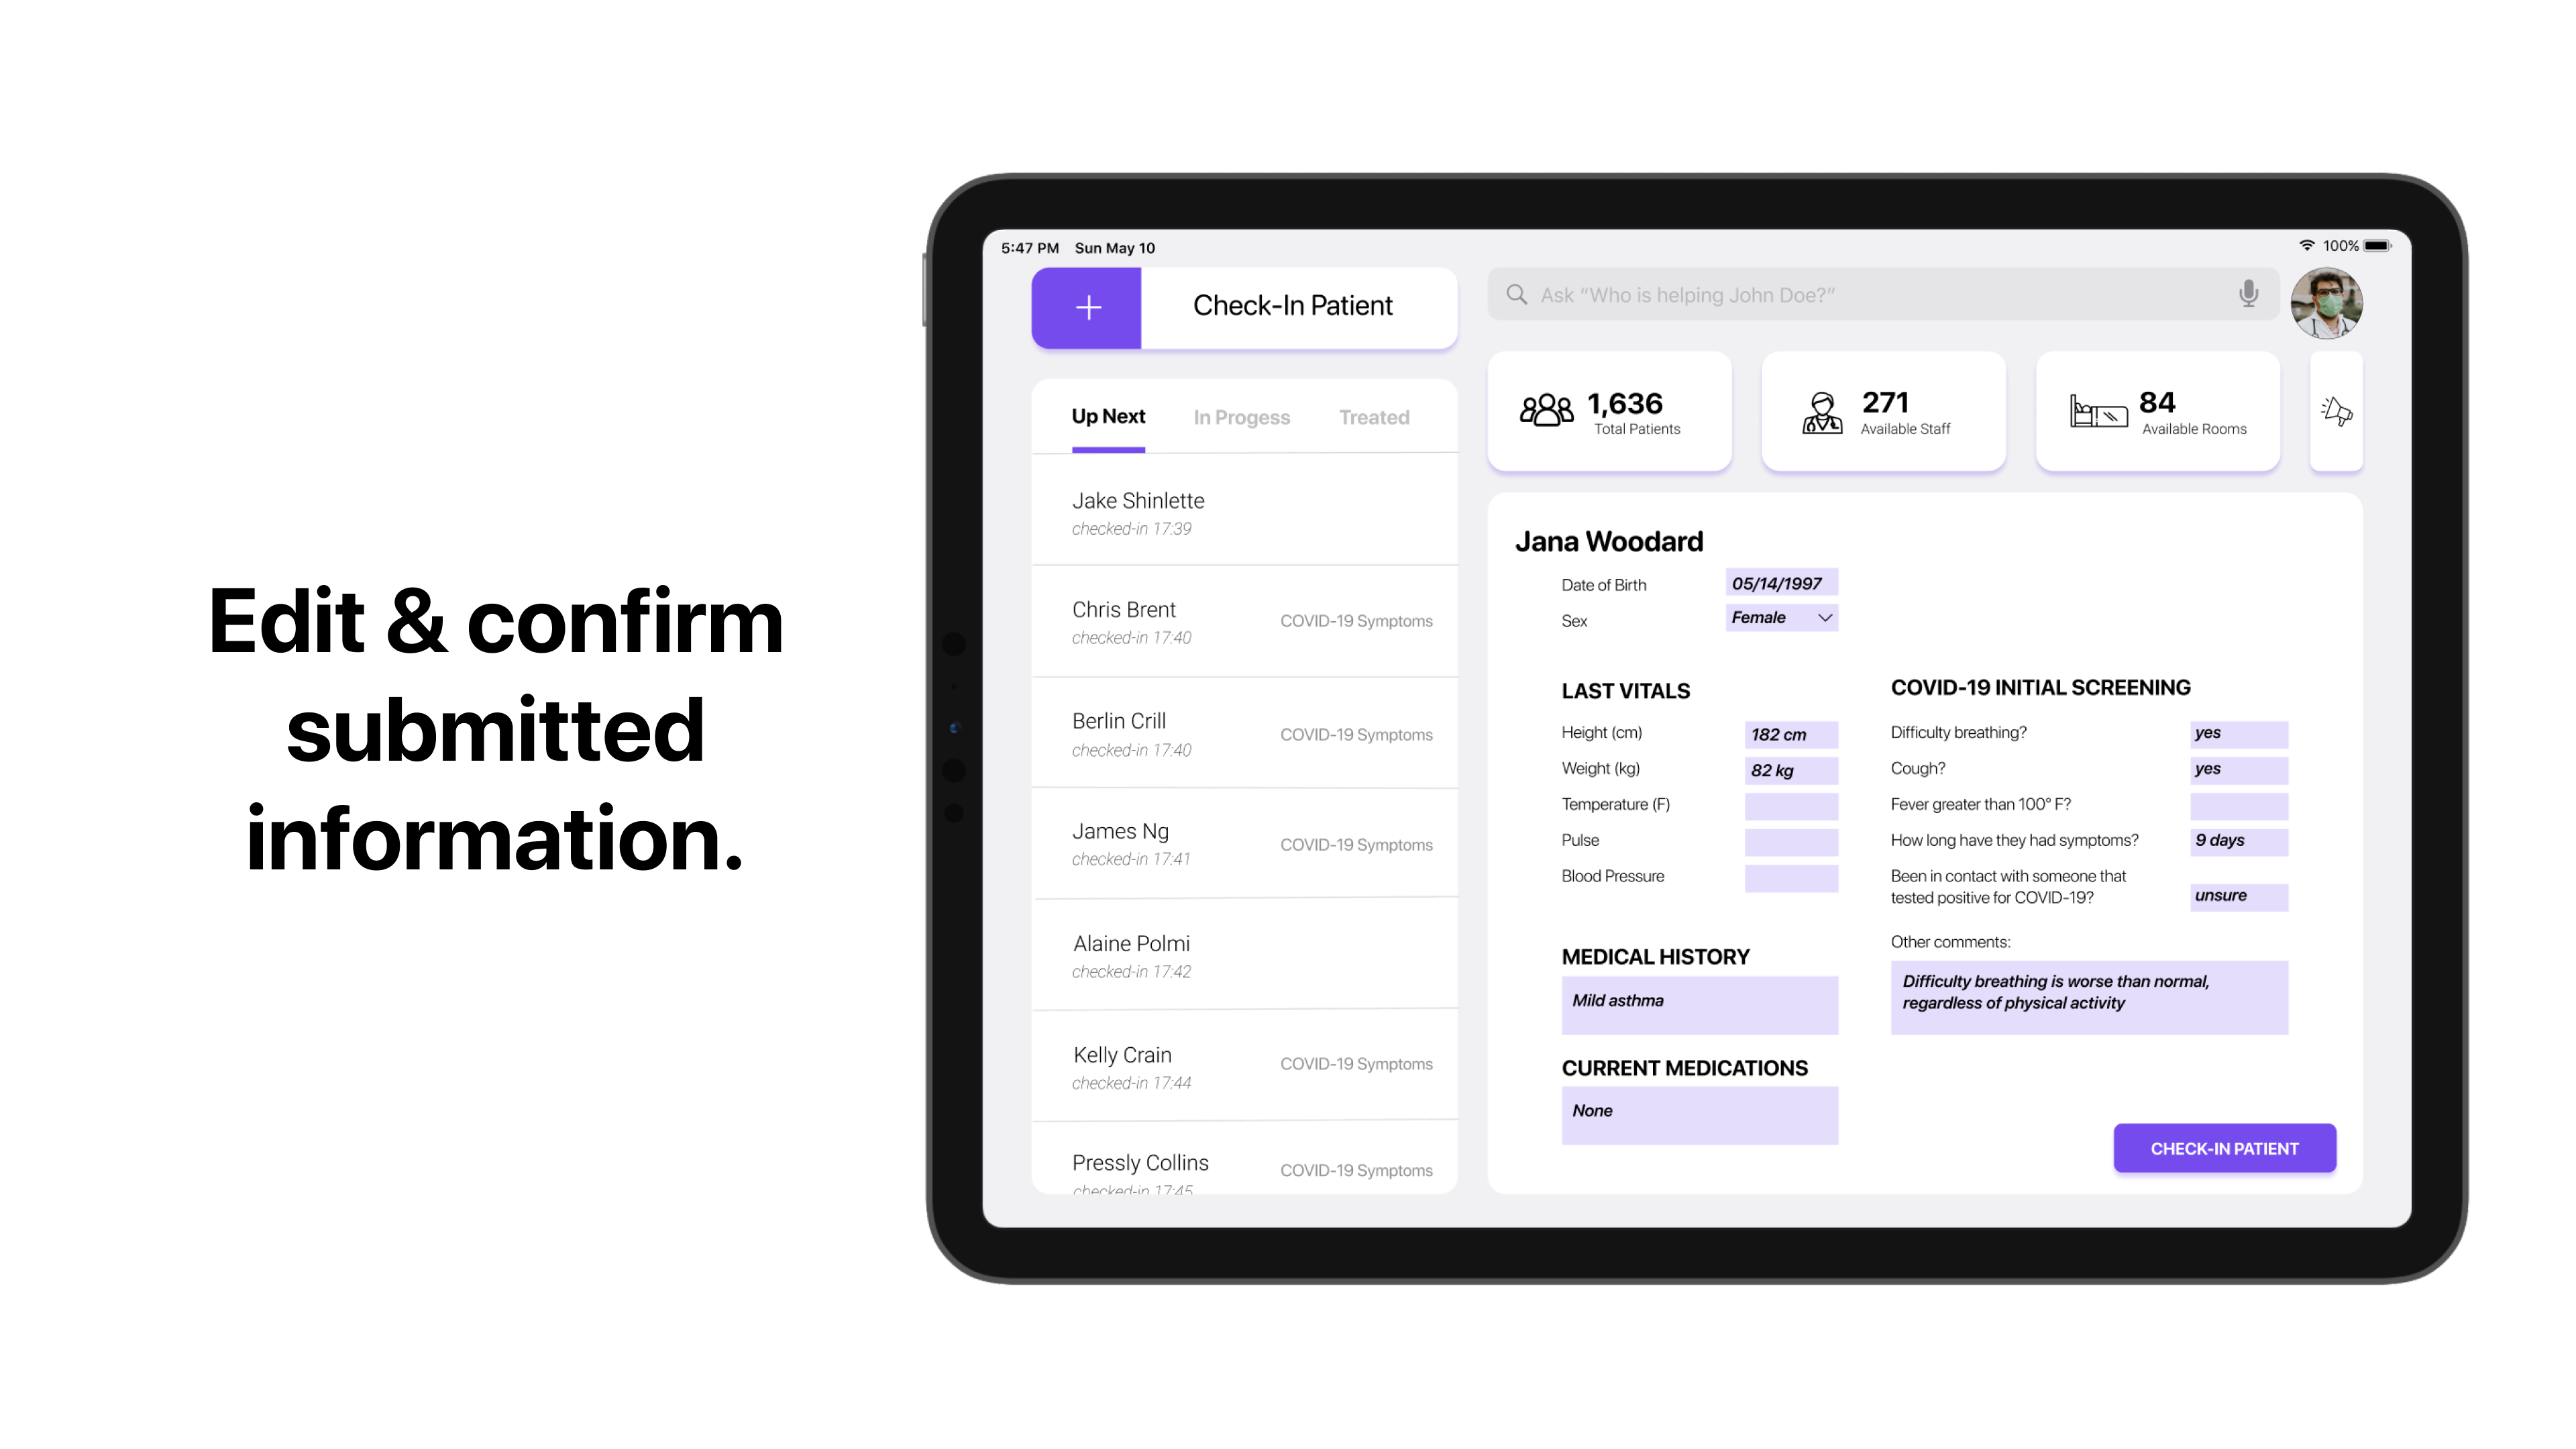 Edit & confirm
submitted
information.
5:47 PM Sun May 10
100%
Check-In Patient
Ask “Who is helping John Doe?”
1,636
Total Patients
271
Available Staff
84
Available Rooms
Up Next In Progess Treated
Jake Shinlette
checked-in 17:39
Chris Brent
checked-in 17:40
COVID-19 Symptoms
Berlin Crill
checked-in 17:40
COVID-19 Symptoms
James Ng
checked-in 17:41
COVID-19 Symptoms
Alaine Polmi
checked-in 17:42
Kelly Crain
checked-in 17:44
COVID-19 Symptoms
Pressly Collins
checked-in 17:45
COVID-19 Symptoms
Jana Woodard
Date of Birth 05/14/1997
Sex Female
LAST VITALS
Height (cm) 182 cm
Weight (kg) 82 kg
Temperature (F)
Pulse
Blood Pressure
MEDICAL HISTORY
Mild asthma
CURRENT MEDICATIONS
None
COVID-19 INITIAL SCREENING
Difficulty breathing? yes
Cough? yes
Fever greater than 100° F?
How long have they had symptoms? 9 days
Been in contact with someone that
tested positive for COVID-19? unsure
Other comments:
Difficulty breathing is worse than normal,
regardless of physical activity
CHECK-IN PATIENT